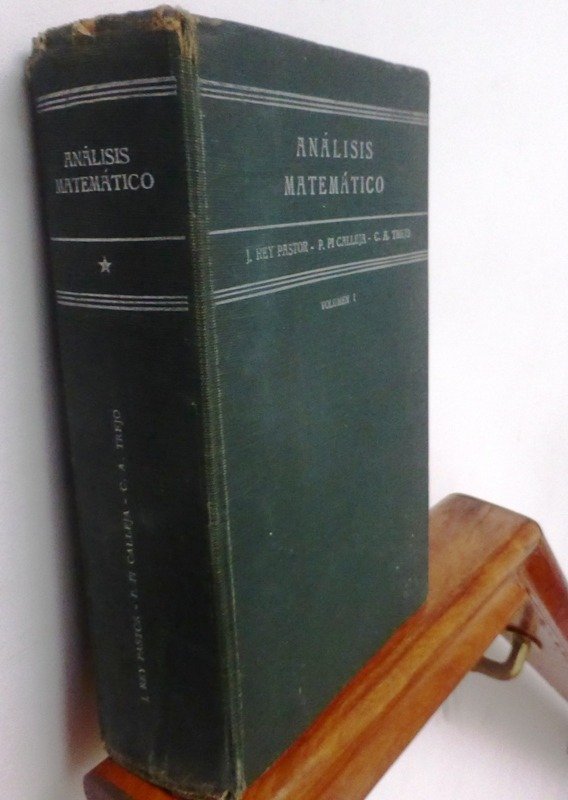 ANÁLISIS
MATEMÁTICO
J. REY PASTOR - P. PI CALLEJA - C. A. TREJO
ANÁLISIS
MATEMÁTICO
J. REY PASTOR - P. PI CALLEJA - C. A. TREJO
VOLUMEN I